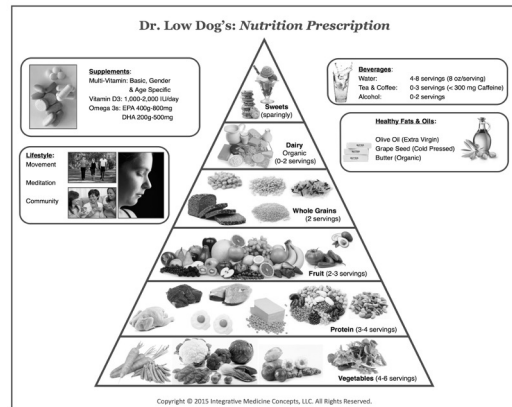 Dr. Low Dog's: Nutrition Prescription
Supplements:
Multi-Vitamin: Basic, Gender
& Age Specific
Vitamin D3: 1,000-2,000 IU/day
Omega 3s: EPA 400g-800mg
DHA 200g-500mg
Beverages:
Water: 4-8 servings (8 oz/serving)
Tea & Coffee: 0-3 servings (< 300 mg Caffeine)
Alcohol: 0-2 servings
Healthy Fats & Oils:
Olive Oil (Extra Virgin)
Grape Seed (Cold Pressed)
Butter (Organic)
Lifestyle:
Movement
Meditation
Community
Sweets
(sparingly)
Dairy
Organic
(0-2 servings)
Whole Grains
(2 servings)
Fruit (2-3 servings)
Protein (3-4 servings)
Vegetables (4-6 servings)
Copyright © 2015 Integrative Medicine Concepts, LLC. All Rights Reserved.